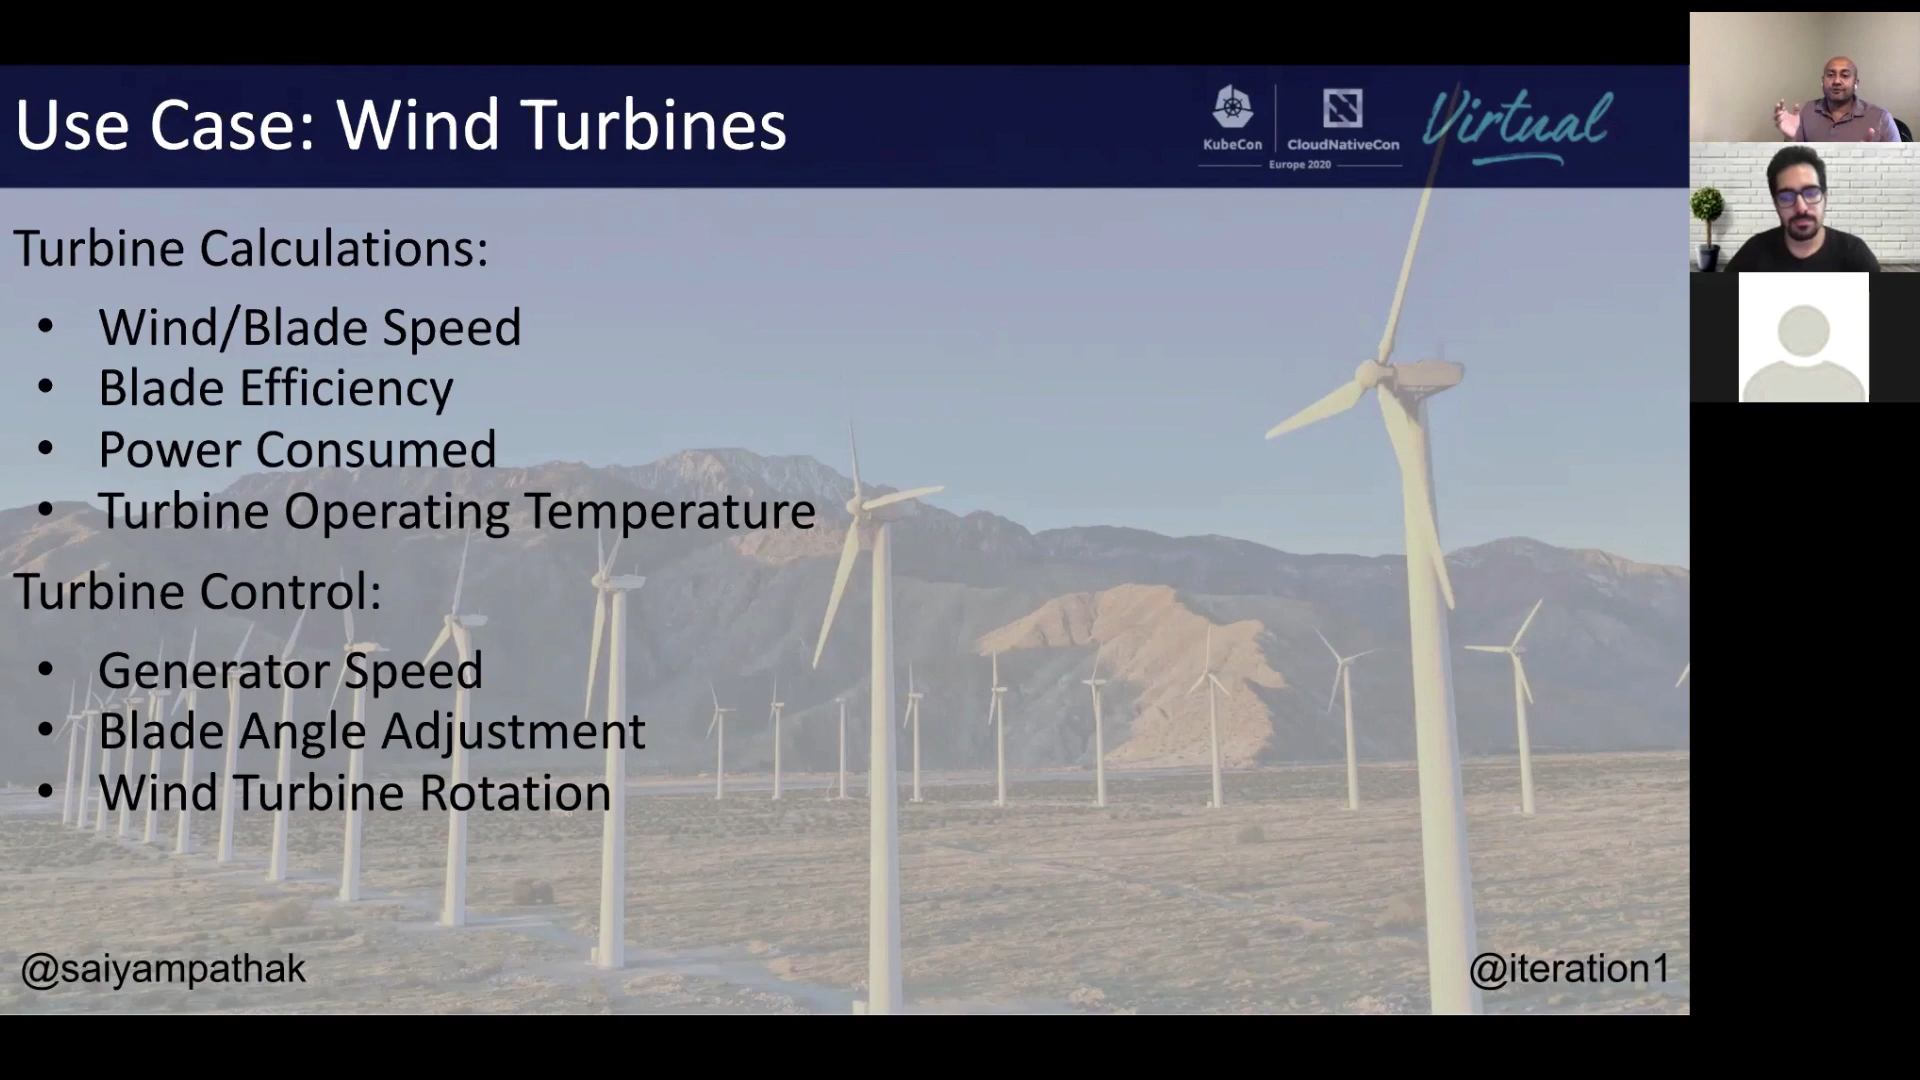 Use Case: Wind Turbines
KubeCon
CloudNativeCon
Europe 2020
Virtual
Turbine Calculations:
• Wind/Blade Speed
• Blade Efficiency
• Power Consumed
• Turbine Operating Temperature
Turbine Control:
• Generator Speed
• Blade Angle Adjustment
• Wind Turbine Rotation
@saiyampathak
@iteration1